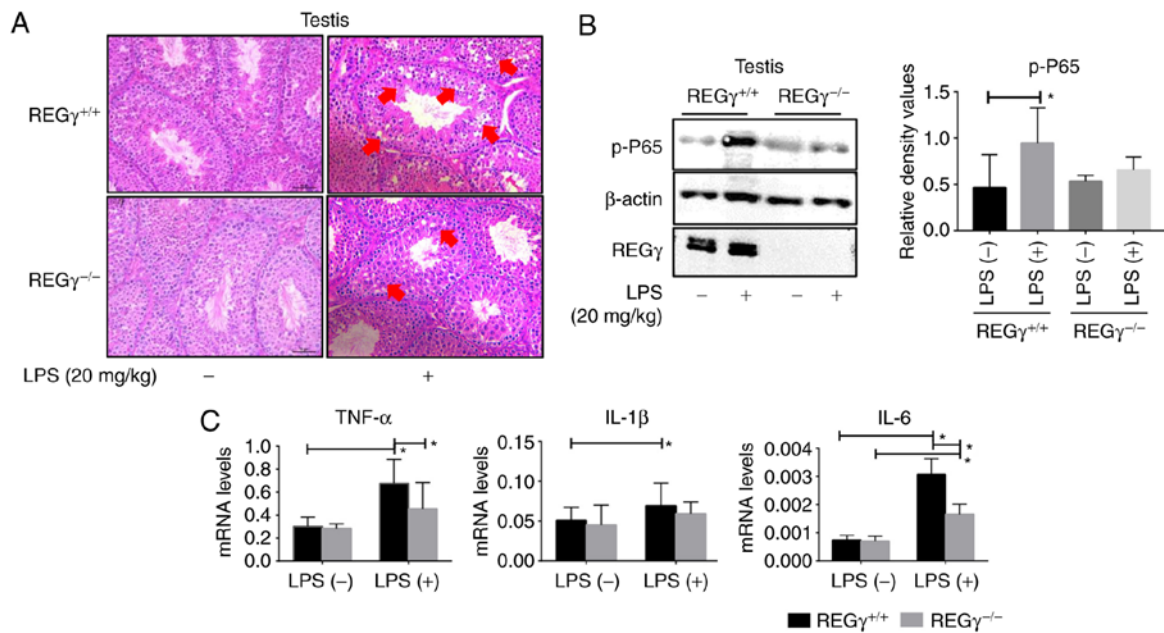 A
Testis
REGγ+/+
REGγ−/−
LPS (20 mg/kg) − +
B
Testis
REGγ+/+ REGγ−/−
p-P65
β-actin
REGγ
LPS − + − +
(20 mg/kg)
p-P65
Relative density values
1.5
1.0
0.5
0.0
*
LPS (−) LPS (+) LPS (−) LPS (+)
REGγ+/+ REGγ−/−
C
TNF-α
mRNA levels
1.0
0.8
0.6
0.4
0.2
0.0
* *
LPS (−) LPS (+)
IL-1β
mRNA levels
0.15
0.10
0.05
0.00
*
LPS (−) LPS (+)
IL-6
mRNA levels
0.004
0.003
0.002
0.001
0.000
* * *
LPS (−) LPS (+)
REGγ+/+ REGγ−/−